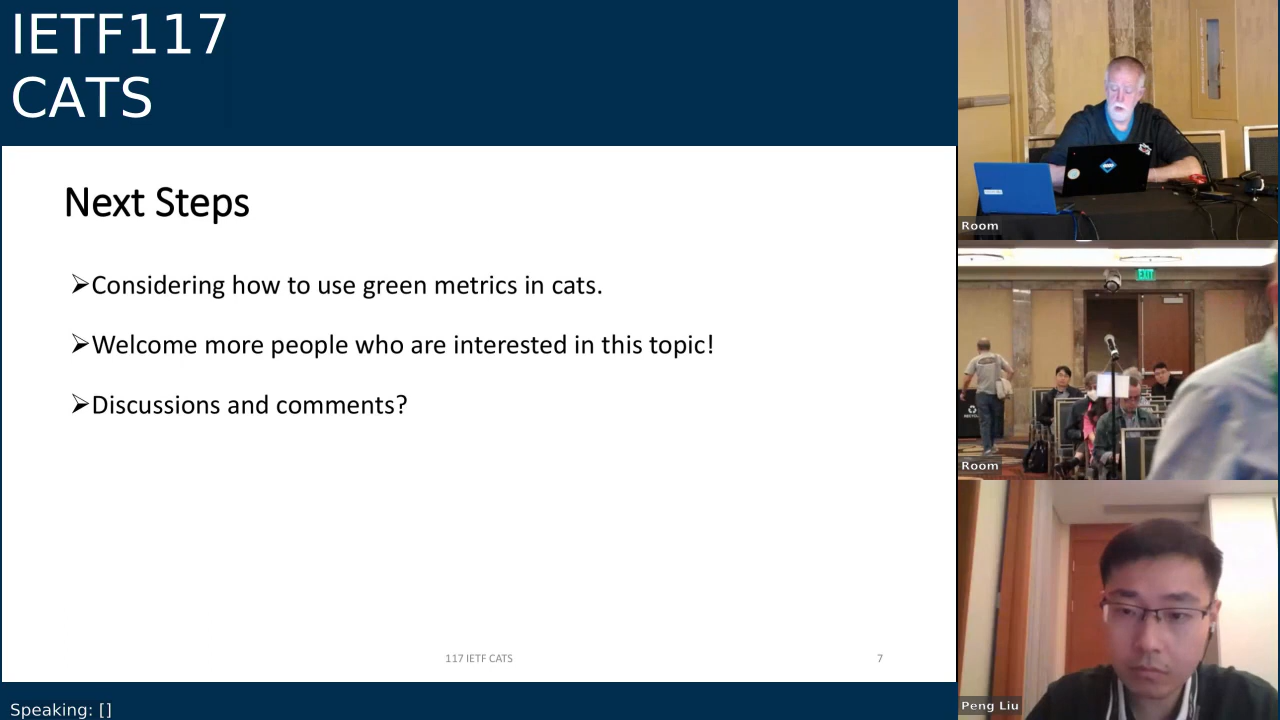 IETF117
CATS
Next Steps
➢Considering how to use green metrics in cats.
➢Welcome more people who are interested in this topic!
➢Discussions and comments?
117 IETF CATS
7
Speaking: []
Room
EXIT
Room
Peng Liu